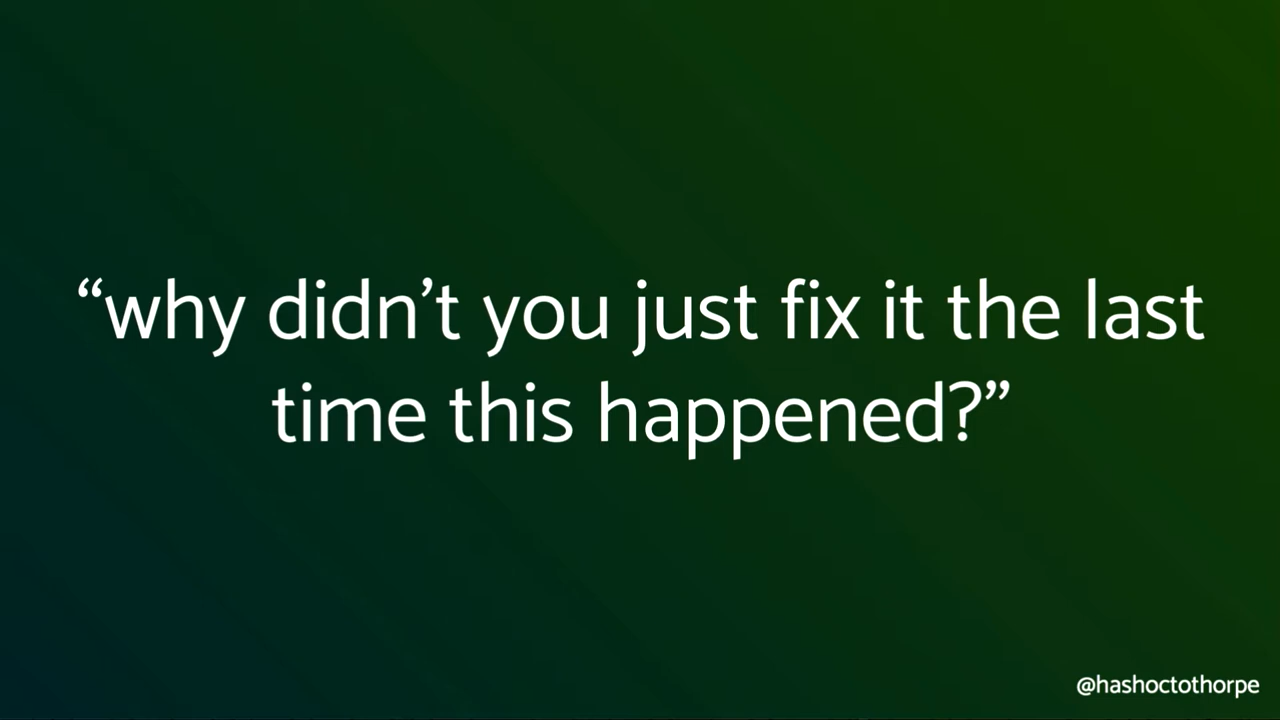 “why didn’t you just fix it the last
time this happened?”
@hashoctothorpe